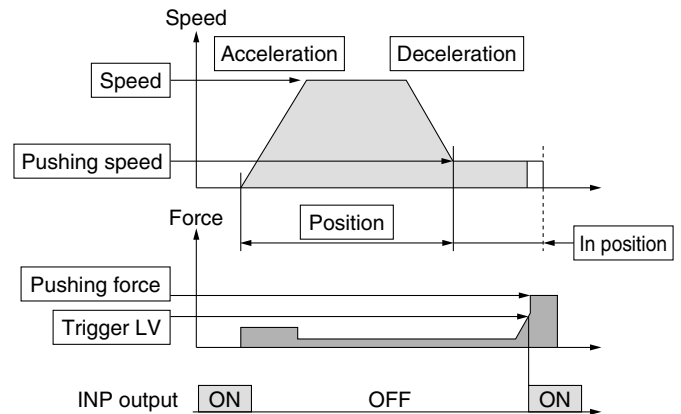 Speed
Acceleration
Deceleration
Speed
Pushing speed
Force
Position
In position
Pushing force
Trigger LV
INP output
ON
OFF
ON